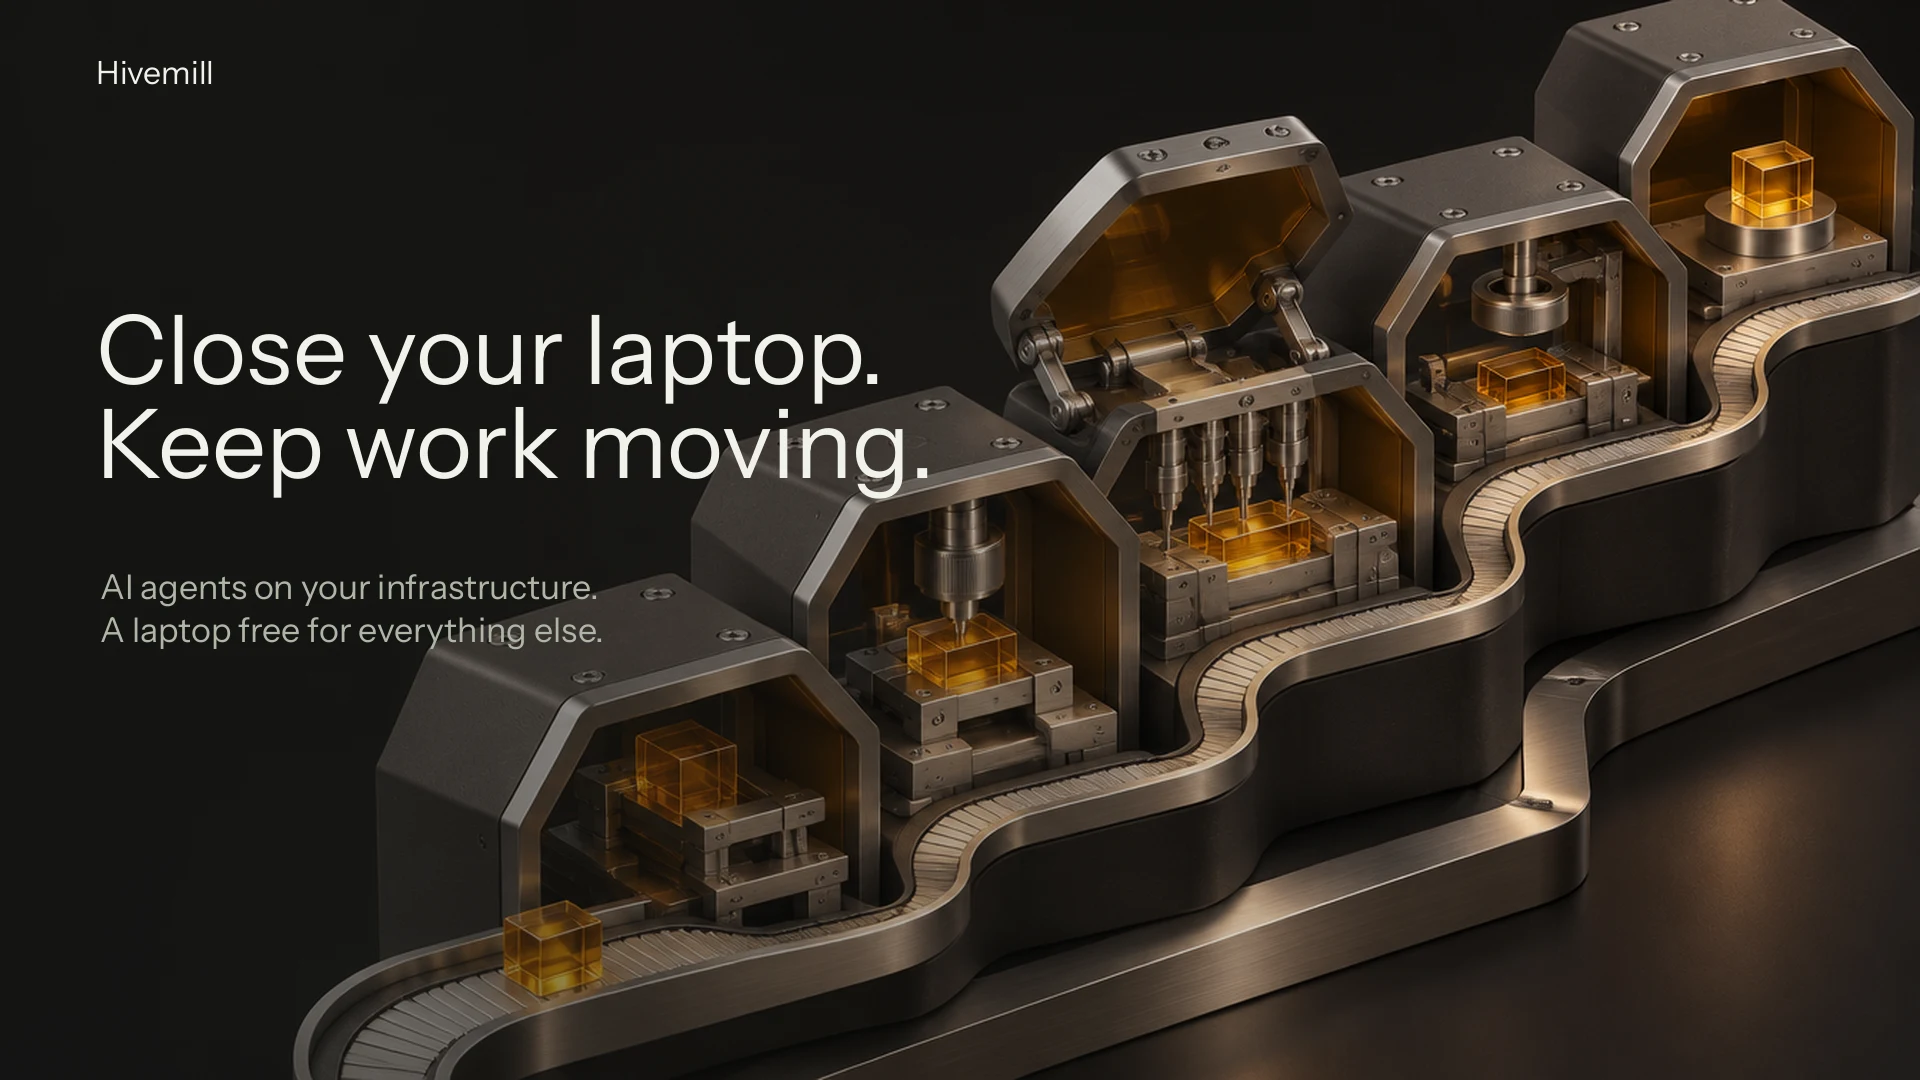 Hivemill
Close your laptop.
Keep work moving.
AI agents on your infrastructure.
A laptop free for everything else.